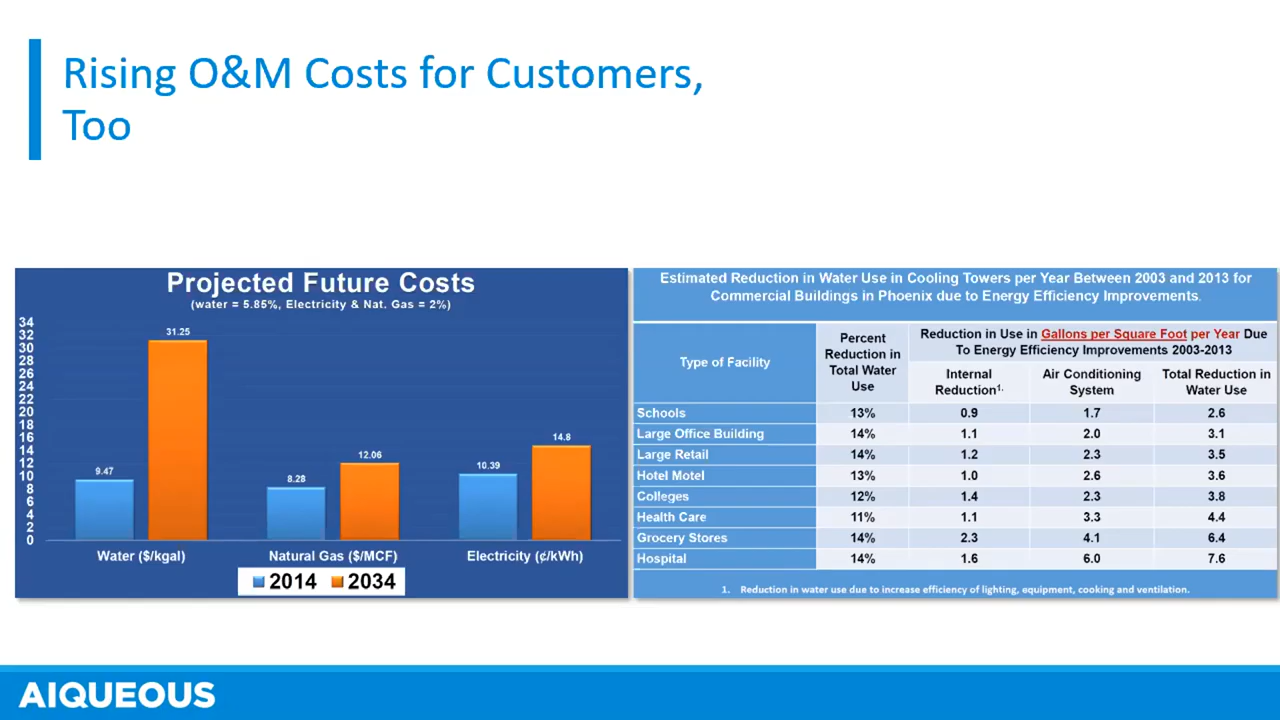 Rising O&M Costs for Customers,
Too
Projected Future Costs
(water = 5.85%, Electricity & Nat. Gas = 2%)
34
32
30
28
26
24
22
20
18
16
14
12
10
8
6
4
2
0
9.47
31.25
8.28
12.06
10.39
14.8
Water ($/kgal)
Natural Gas ($/MCF)
Electricity (¢/kWh)
2014 2034
Estimated Reduction in Water Use in Cooling Towers per Year Between 2003 and 2013 for
Commercial Buildings in Phoenix due to Energy Efficiency Improvements.
Type of Facility
Percent
Reduction in
Total Water
Use
Reduction in Use in Gallons per Square Foot per Year Due
To Energy Efficiency Improvements 2003-2013
Internal
Reduction1.
Air Conditioning
System
Total Reduction in
Water Use
Schools 13% 0.9 1.7 2.6
Large Office Building 14% 1.1 2.0 3.1
Large Retail 14% 1.2 2.3 3.5
Hotel Motel 13% 1.0 2.6 3.6
Colleges 12% 1.4 2.3 3.8
Health Care 11% 1.1 3.3 4.4
Grocery Stores 14% 2.3 4.1 6.4
Hospital 14% 1.6 6.0 7.6
1. Reduction in water use due to increase efficiency of lighting, equipment, cooking and ventilation.
AIQUEOUS